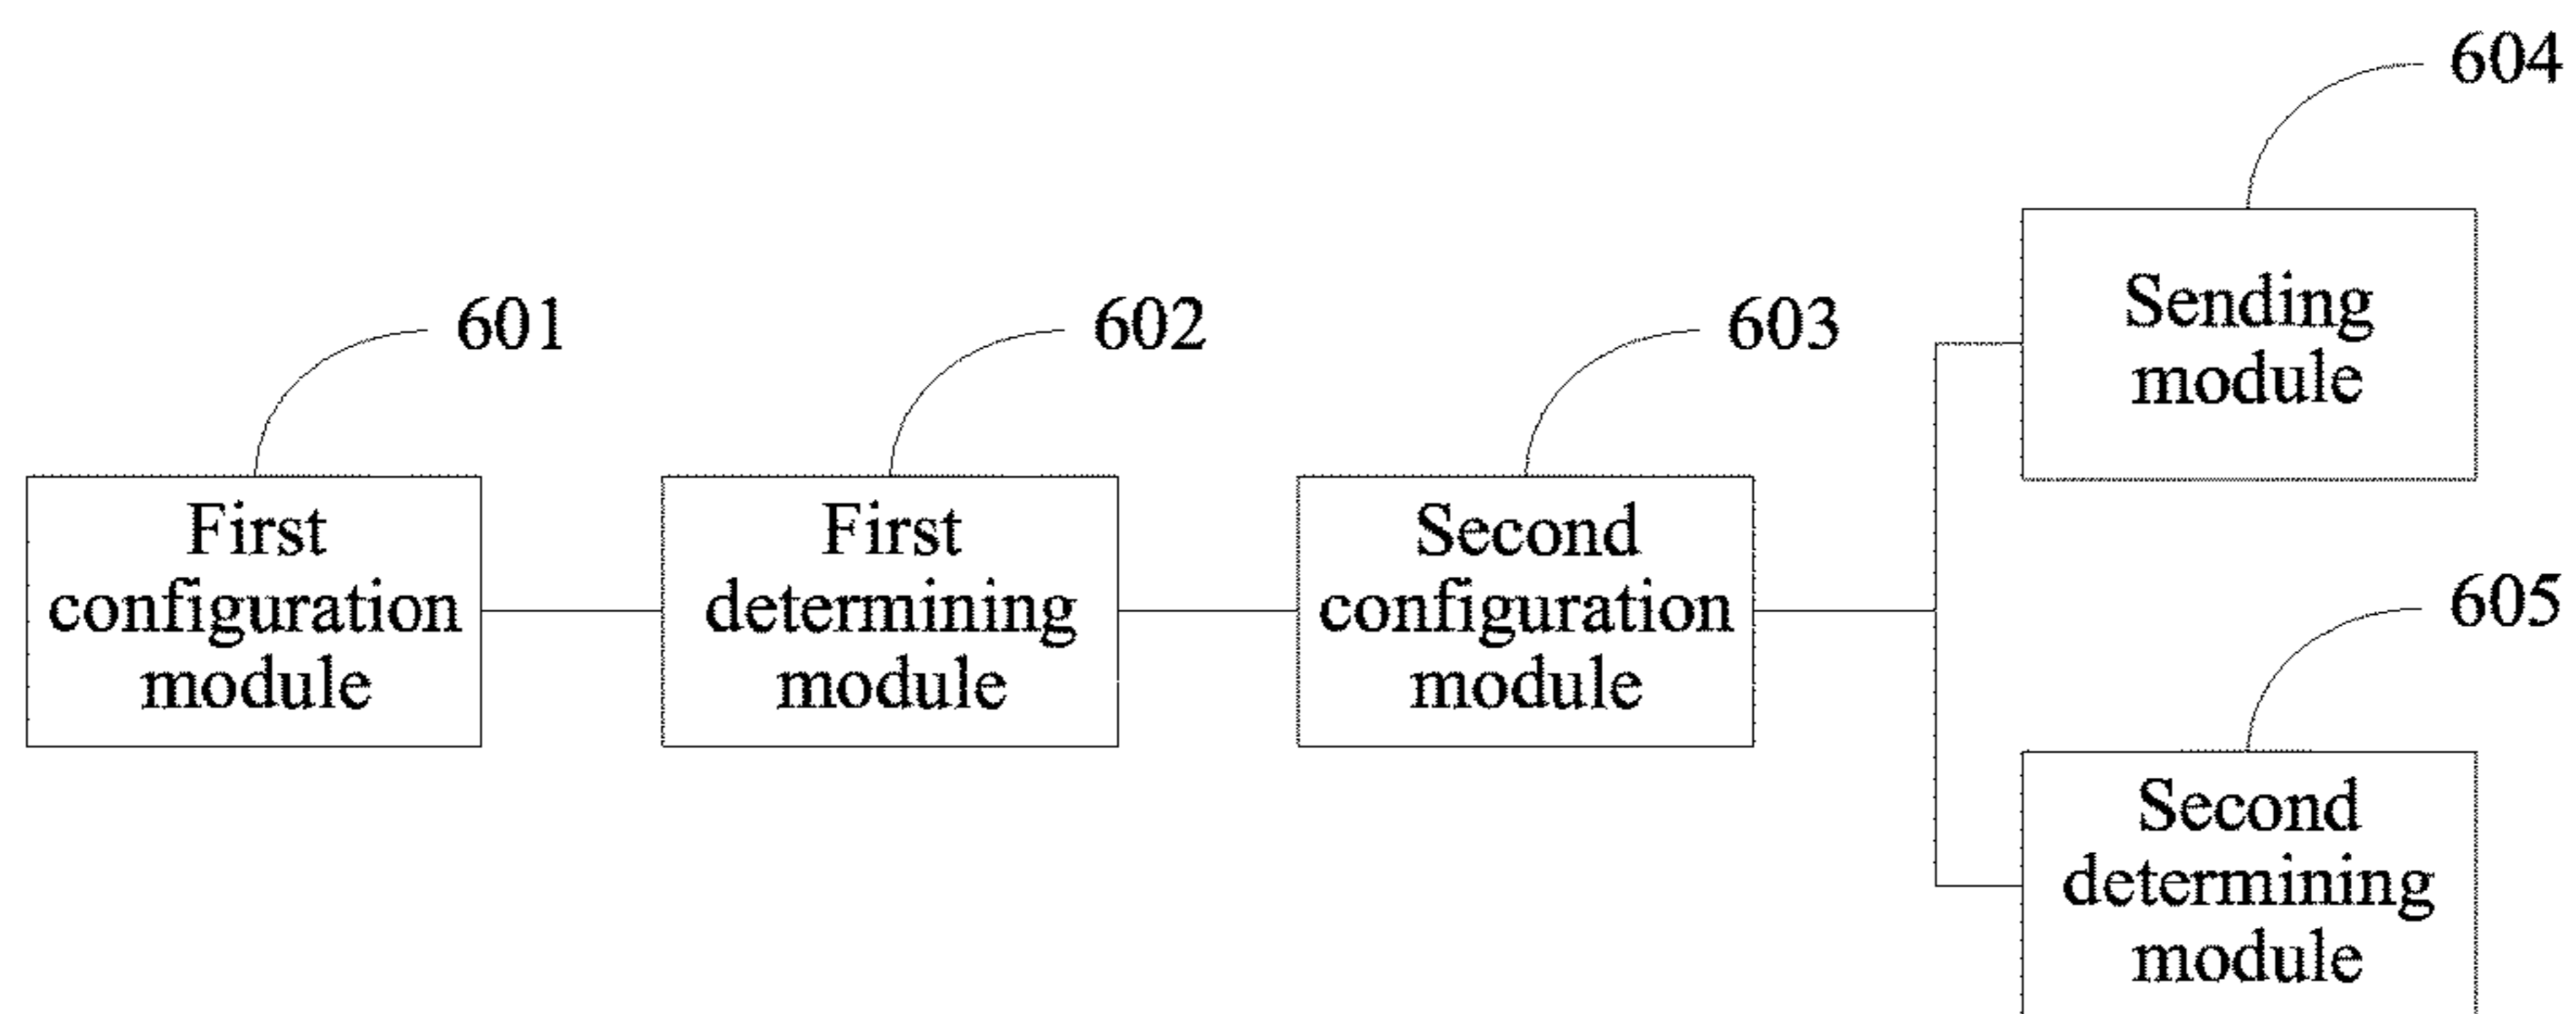 604
Sending
module
601
602
603
First
configuration
module
First
determining
module
Second
configuration
module
605
Second
determining
module